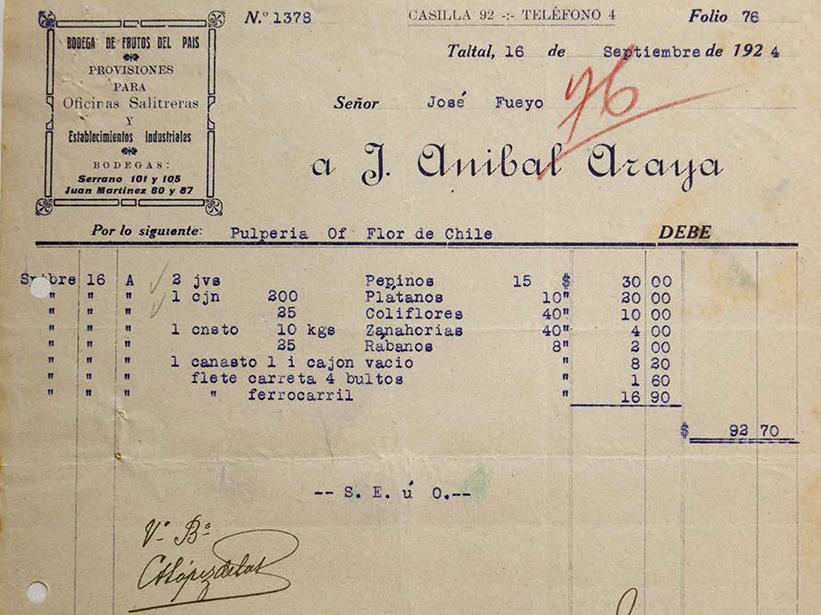 BODEGA DE FRUTOS DEL PAIS
PROVISIONES
PARA
Oficinas Salitreras
Y
Establecimientos Industriales
BODEGAS:
Serrano 101 y 105
Juan Martinez 80 y 87
N.º 1378
CASILLA 92 -:- TELÉFONO 4
Folio 76
Taltal, 16 de Septiembre de 1924
Señor José Fueyo
76
a J. Anibal Araya
Por lo siguiente: Pulperia Of Flor de Chile DEBE
Spbre 16 A 2 jvs Pepinos 15 $ 30 00
" " " 1 cjn 200 Platanos 10" 20 00
" " " 25 Coliflores 40" 10 00
" " " 1 cnsto 10 kgs Zanahorias 40" 4 00
" " " 25 Rabanos 8" 2 00
" " " 1 canasto 1 i cajon vacio " 8 20
" " " flete carreta 4 bultos " 1 60
" " " " ferrocarril " 16 90
$ 92 70
-- S. E. ú O.--
Vº Bº